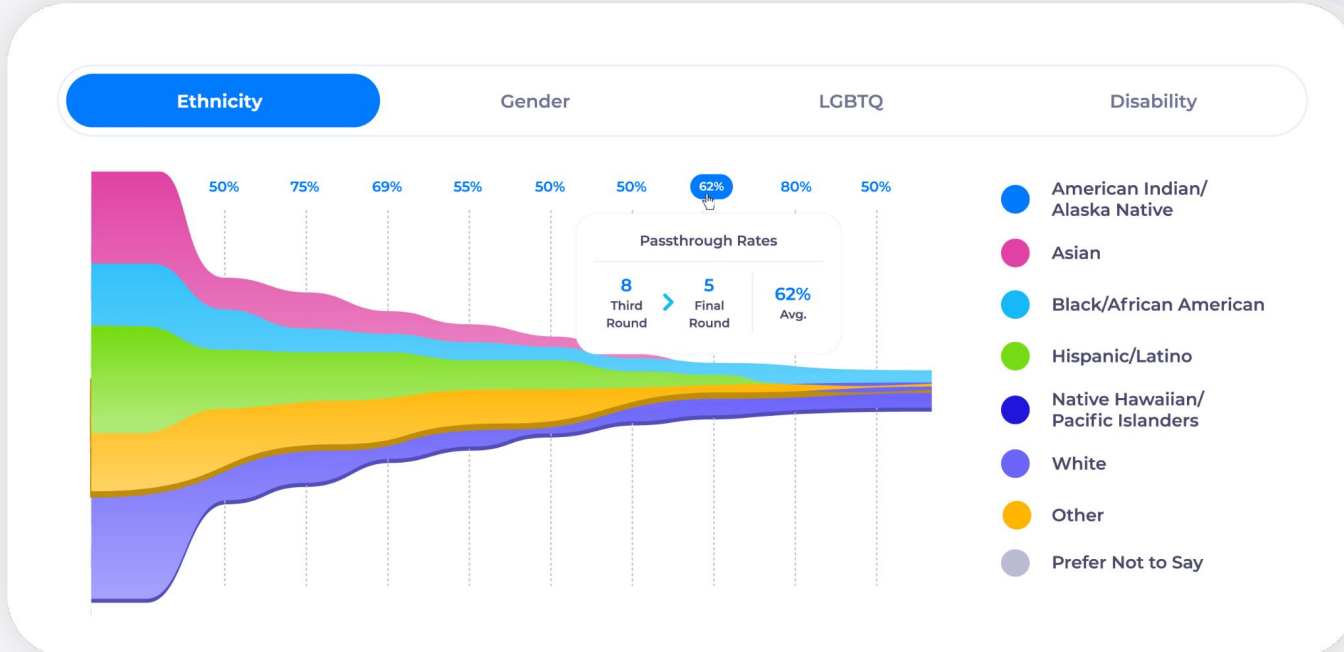 Ethnicity
Gender
LGBTQ
Disability
50%
75%
69%
55%
50%
50%
62%
80%
50%
Passthrough Rates
8
Third
Round
5
Final
Round
62%
Avg.
American Indian/
Alaska Native
Asian
Black/African American
Hispanic/Latino
Native Hawaiian/
Pacific Islanders
White
Other
Prefer Not to Say